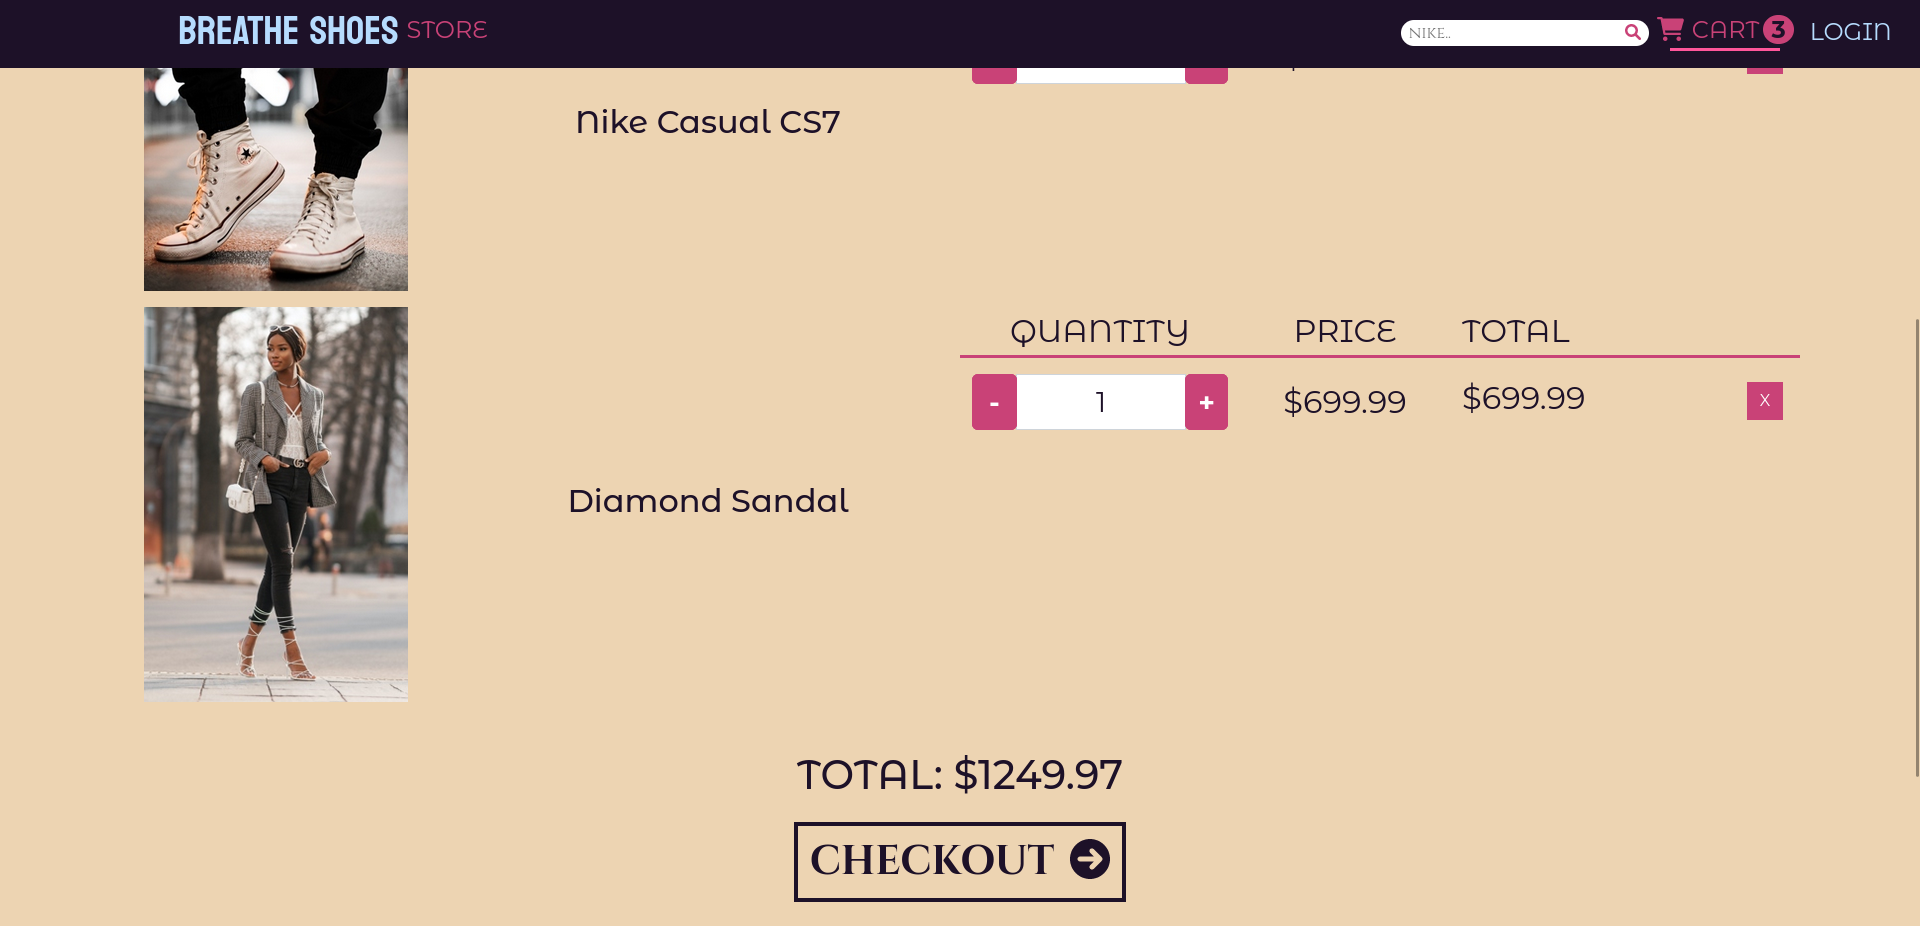 BREATHE SHOES STORE
NIKE.. CART 3 LOGIN
Nike Casual CS7
QUANTITY PRICE TOTAL
- 1 + $699.99 $699.99 X
Diamond Sandal
TOTAL: $1249.97
CHECKOUT